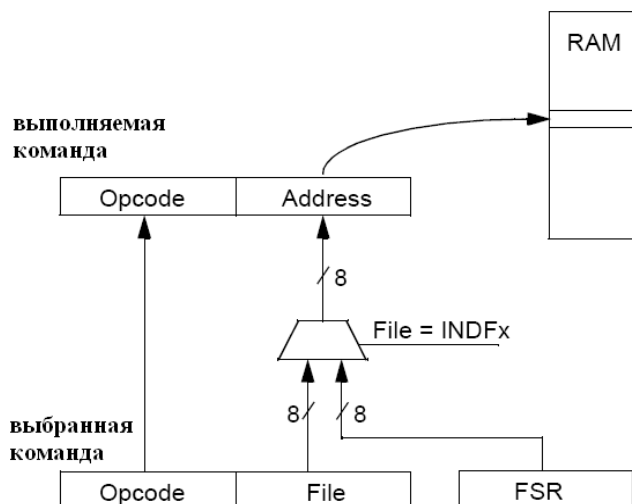 RAM
выполняемая
команда
Opcode
Address
8
File = INDFx
8
8
выбранная
команда
Opcode
File
FSR